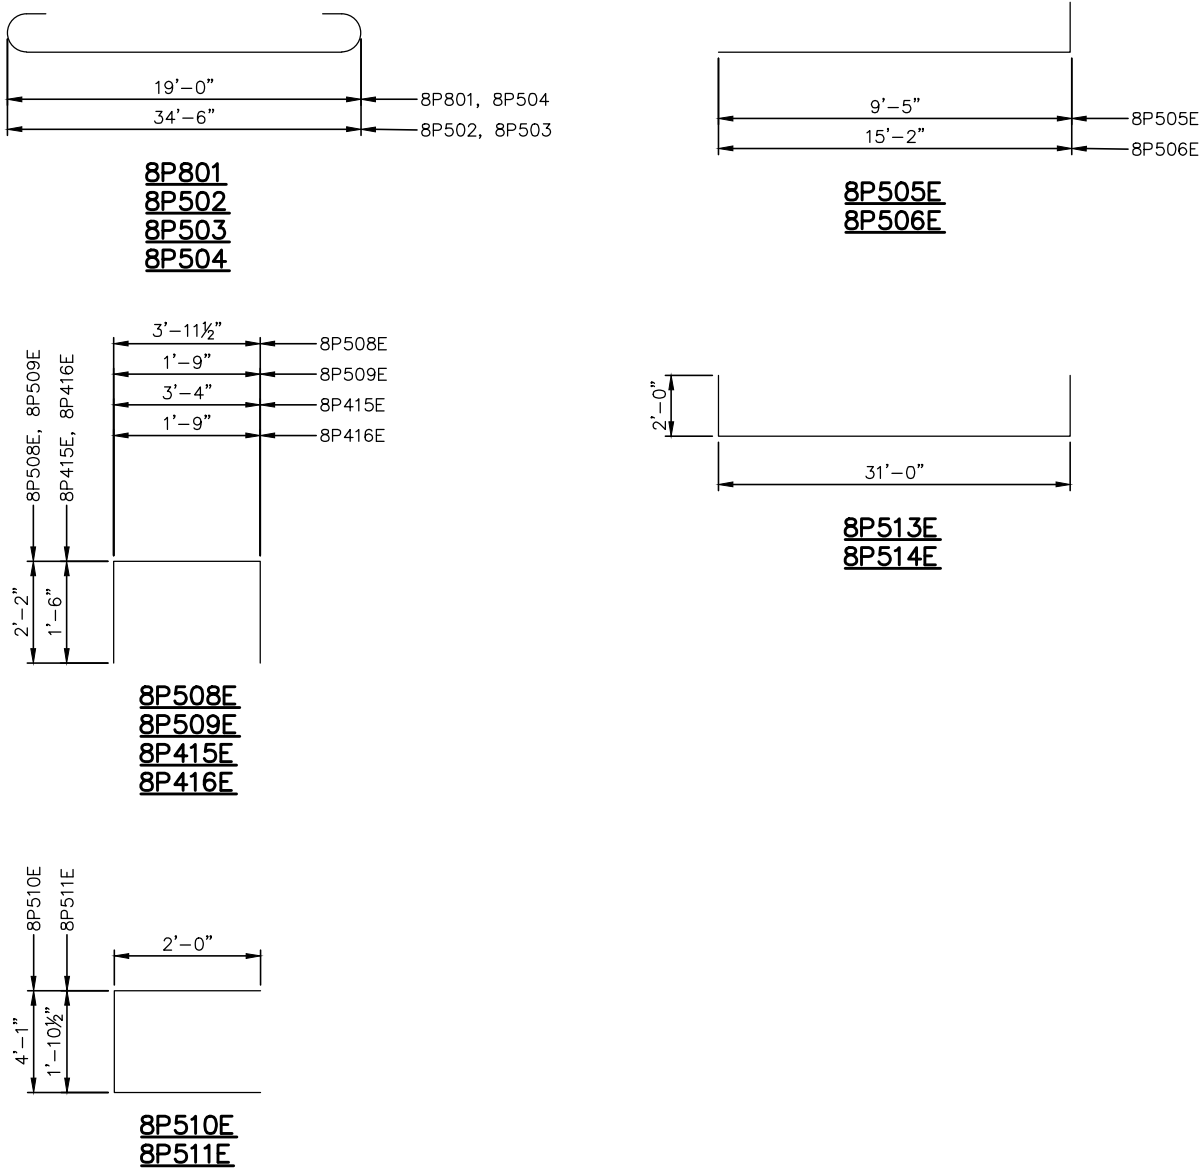 19'-0"
8P801, 8P504
34'-6"
8P502, 8P503
8P801
8P502
8P503
8P504
9'-5"
8P505E
15'-2"
8P506E
8P505E
8P506E
3'-11½"
8P508E
1'-9"
8P509E
3'-4"
8P415E
1'-9"
8P416E
8P508E, 8P509E
8P415E, 8P416E
2'-2"
1'-6"
8P508E
8P509E
8P415E
8P416E
2'-0"
31'-0"
8P513E
8P514E
8P510E
8P511E
2'-0"
4'-1"
1'-10½"
8P510E
8P511E